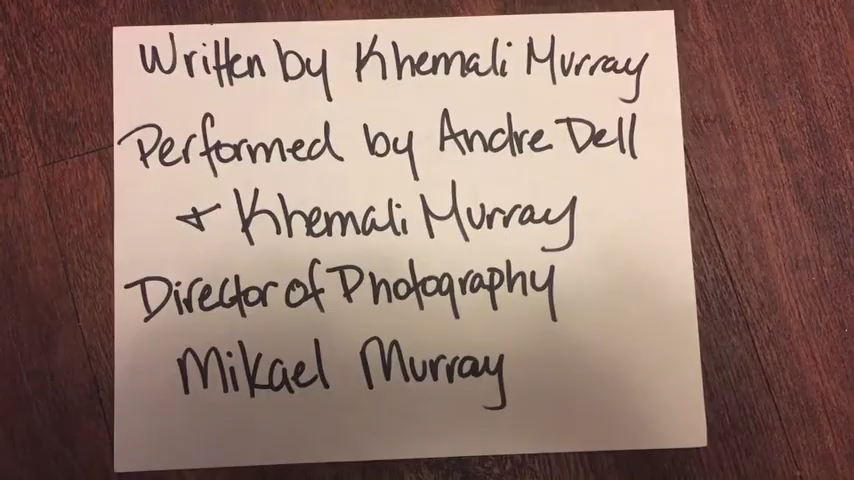 Written by Khemali Murray
Performed by Andre Dell
+ Khemali Murray
Director of Photography
Mikael Murray